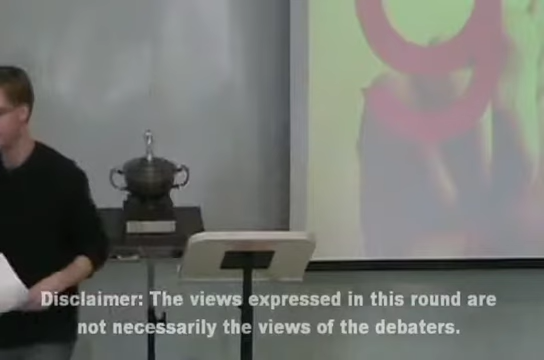 Disclaimer: The views expressed in this round are
not necessarily the views of the debaters.